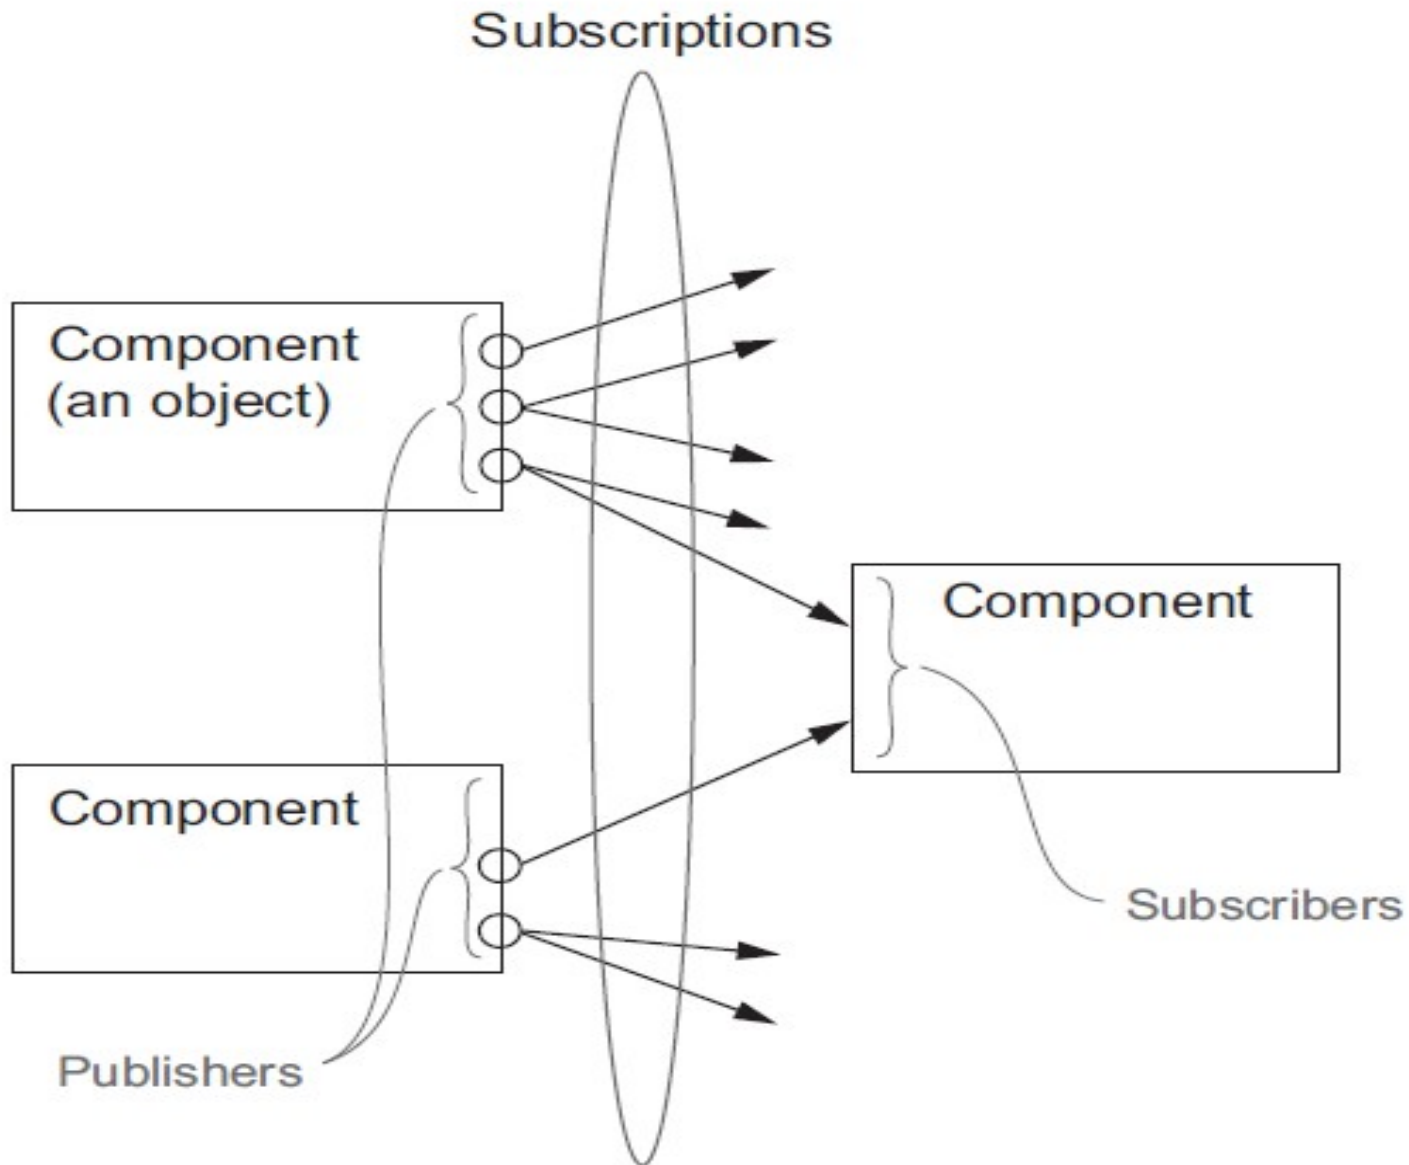 Subscriptions
Component
(an object)
Component
Component
Subscribers
Publishers